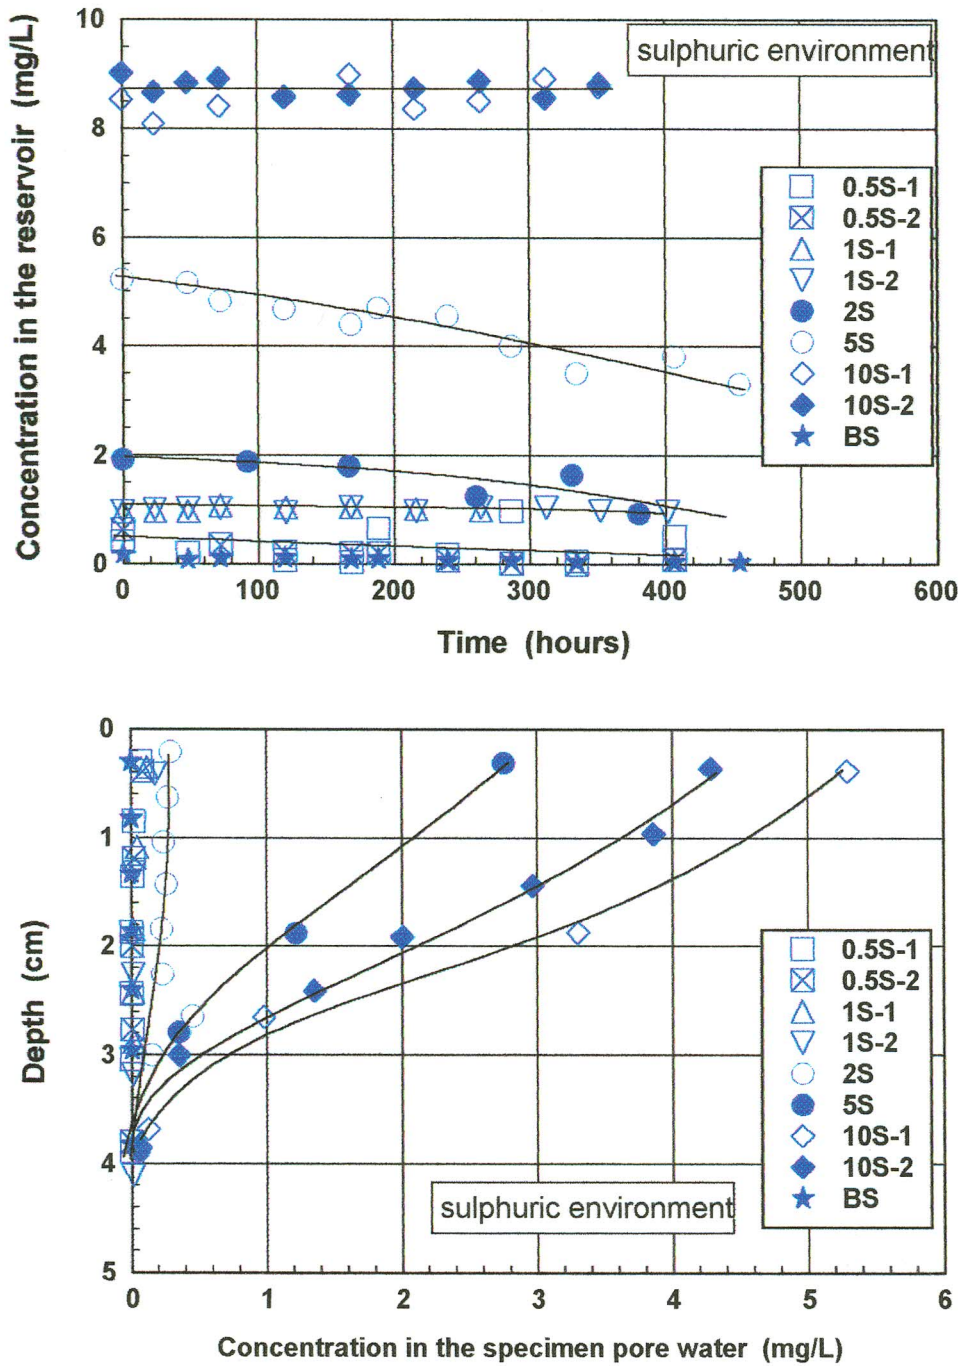 10
sulphuric environment
8
6
4
2
0
Concentration in the reservoir (mg/L)
0.5S-1
0.5S-2
1S-1
1S-2
2S
5S
10S-1
10S-2
BS
0 100 200 300 400 500 600
Time (hours)
0
1
2
3
4
5
Depth (cm)
0.5S-1
0.5S-2
1S-1
1S-2
2S
5S
10S-1
10S-2
BS
sulphuric environment
0 1 2 3 4 5 6
Concentration in the specimen pore water (mg/L)